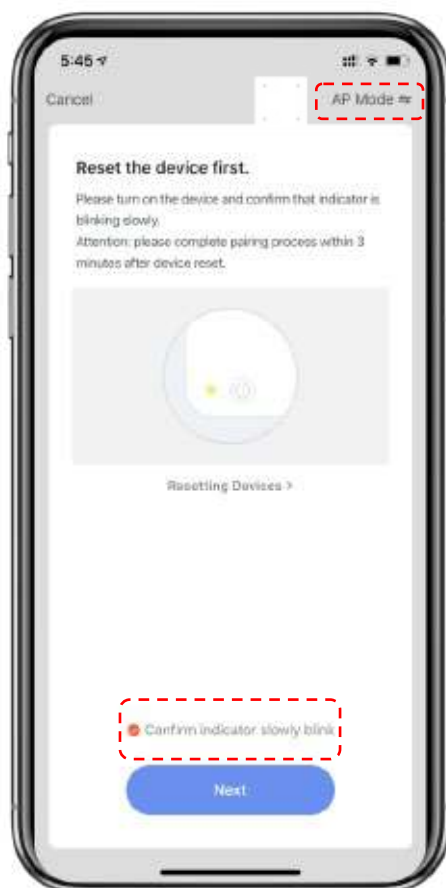 5:45
Cancel
AP Mode ⇋
Reset the device first.
Please turn on the device and confirm that indicator is
blinking slowly.
Attention: please complete pairing process within 3
minutes after device reset.
Resetting Devices >
Confirm indicator slowly blink
Next